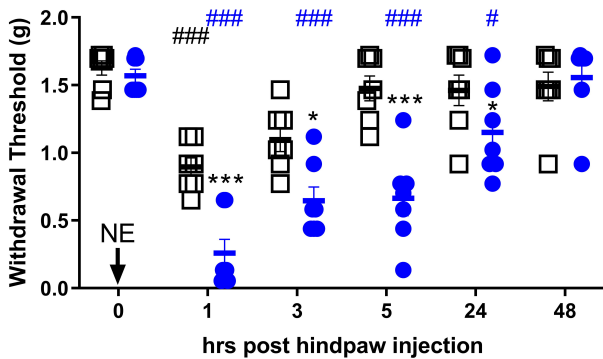 ### ### ### #
###
2.0
1.5
1.0
0.5
0.0
Withdrawal Threshold (g)
***
*
***
*
NE
0 1 3 5 24 48
hrs post hindpaw injection